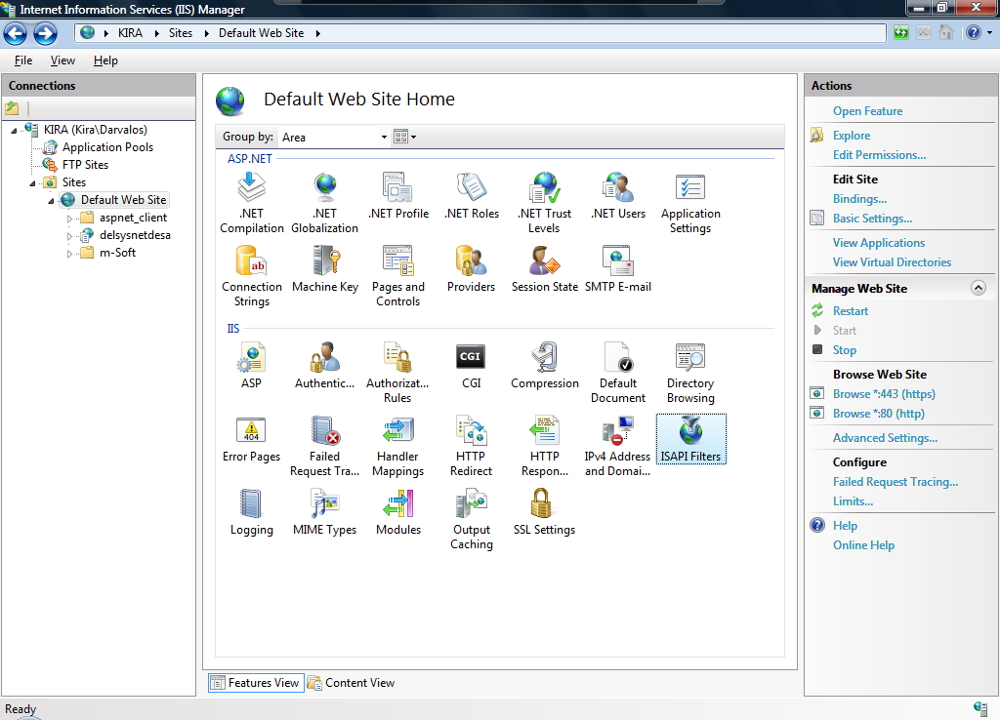 Internet Information Services (IIS) Manager
KIRA Sites Default Web Site
File View Help
Connections
KIRA (Kira\Darvalos)
Application Pools
FTP Sites
Sites
Default Web Site
aspnet_client
delsysnetdesa
m-Soft
Default Web Site Home
Group by: Area
ASP.NET
.NET Compilation
.NET Globalization
.NET Profile
.NET Roles
.NET Trust Levels
.NET Users
Application Settings
Connection Strings
Machine Key
Pages and Controls
Providers
Session State
SMTP E-mail
IIS
ASP
Authentic...
Authorizat... Rules
CGI
Compression
Default Document
Directory Browsing
404
Error Pages
Failed Request Tra...
Handler Mappings
HTTP Redirect
HTTP Respon...
IPv4 Address and Domai...
ISAPI Filters
Logging
MIME Types
Modules
Output Caching
SSL Settings
Features View
Content View
Actions
Open Feature
Explore
Edit Permissions...
Edit Site
Bindings...
Basic Settings...
View Applications
View Virtual Directories
Manage Web Site
Restart
Start
Stop
Browse Web Site
Browse *:443 (https)
Browse *:80 (http)
Advanced Settings...
Configure
Failed Request Tracing...
Limits...
Help
Online Help
Ready